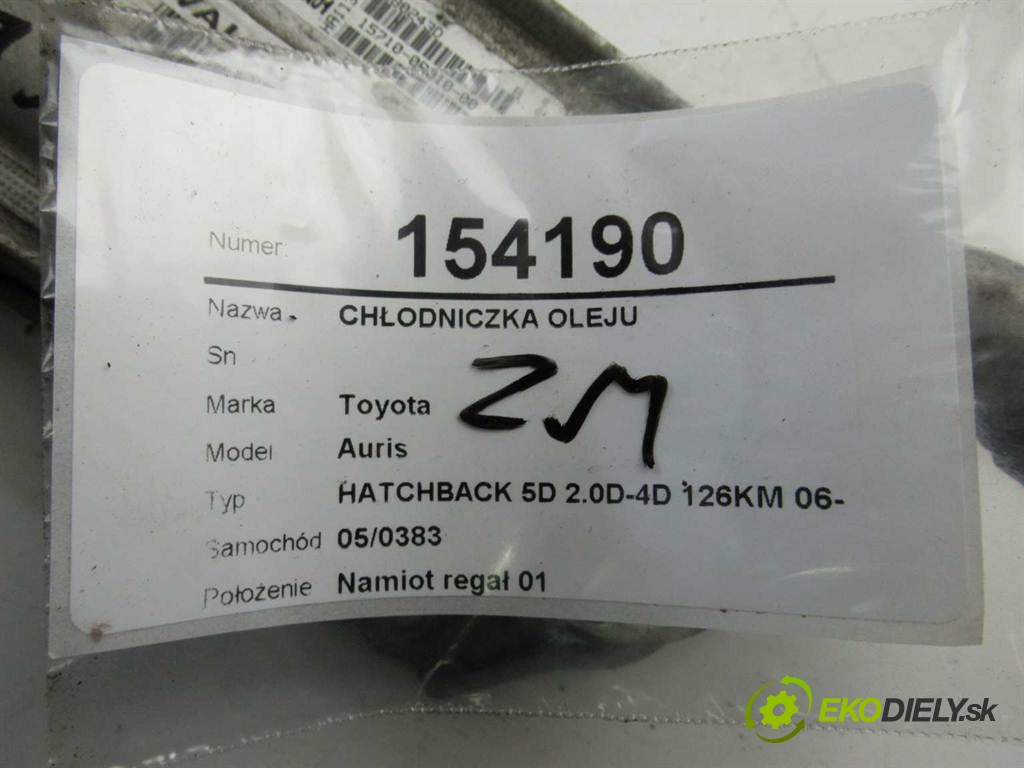 15710-
Numer 154190
Nazwa CHŁODNICZKA OLEJU
Sn
Marka Toyota
Model Auris
Typ HATCHBACK 5D 2.0D-4D 126KM 06-
Samochód 05/0383
Położenie Namiot regał 01
ZM
EKODIELY.sk